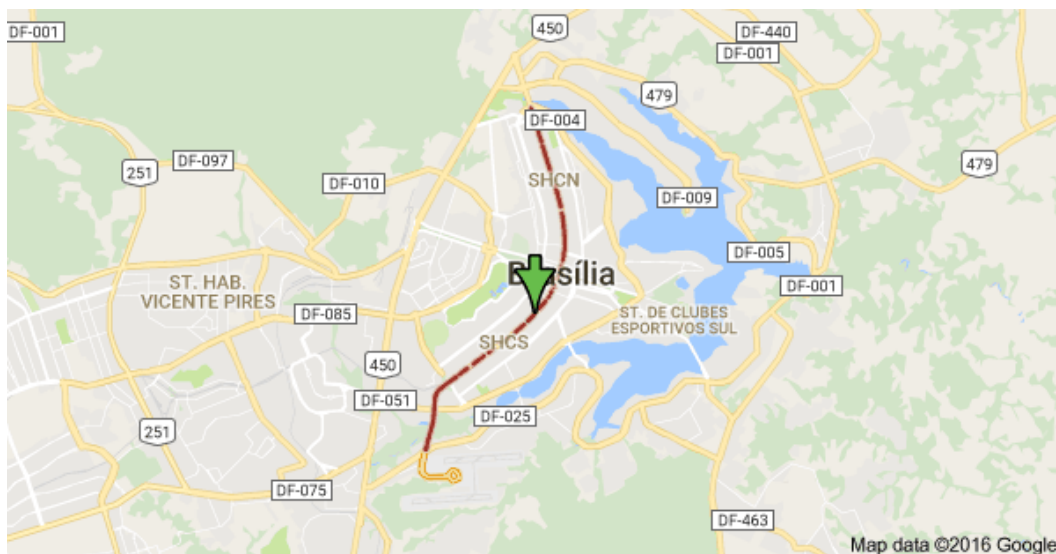 DF-001
450
DF-440
DF-001
479
DF-004
251
DF-097
479
DF-010
SHCN
DF-009
DF-005
Brasília
ST. HAB.
VICENTE PIRES
DF-001
DF-085
ST. DE CLUBES
ESPORTIVOS SUL
SHCS
450
DF-051
DF-025
251
DF-075
DF-463
Map data ©2016 Google